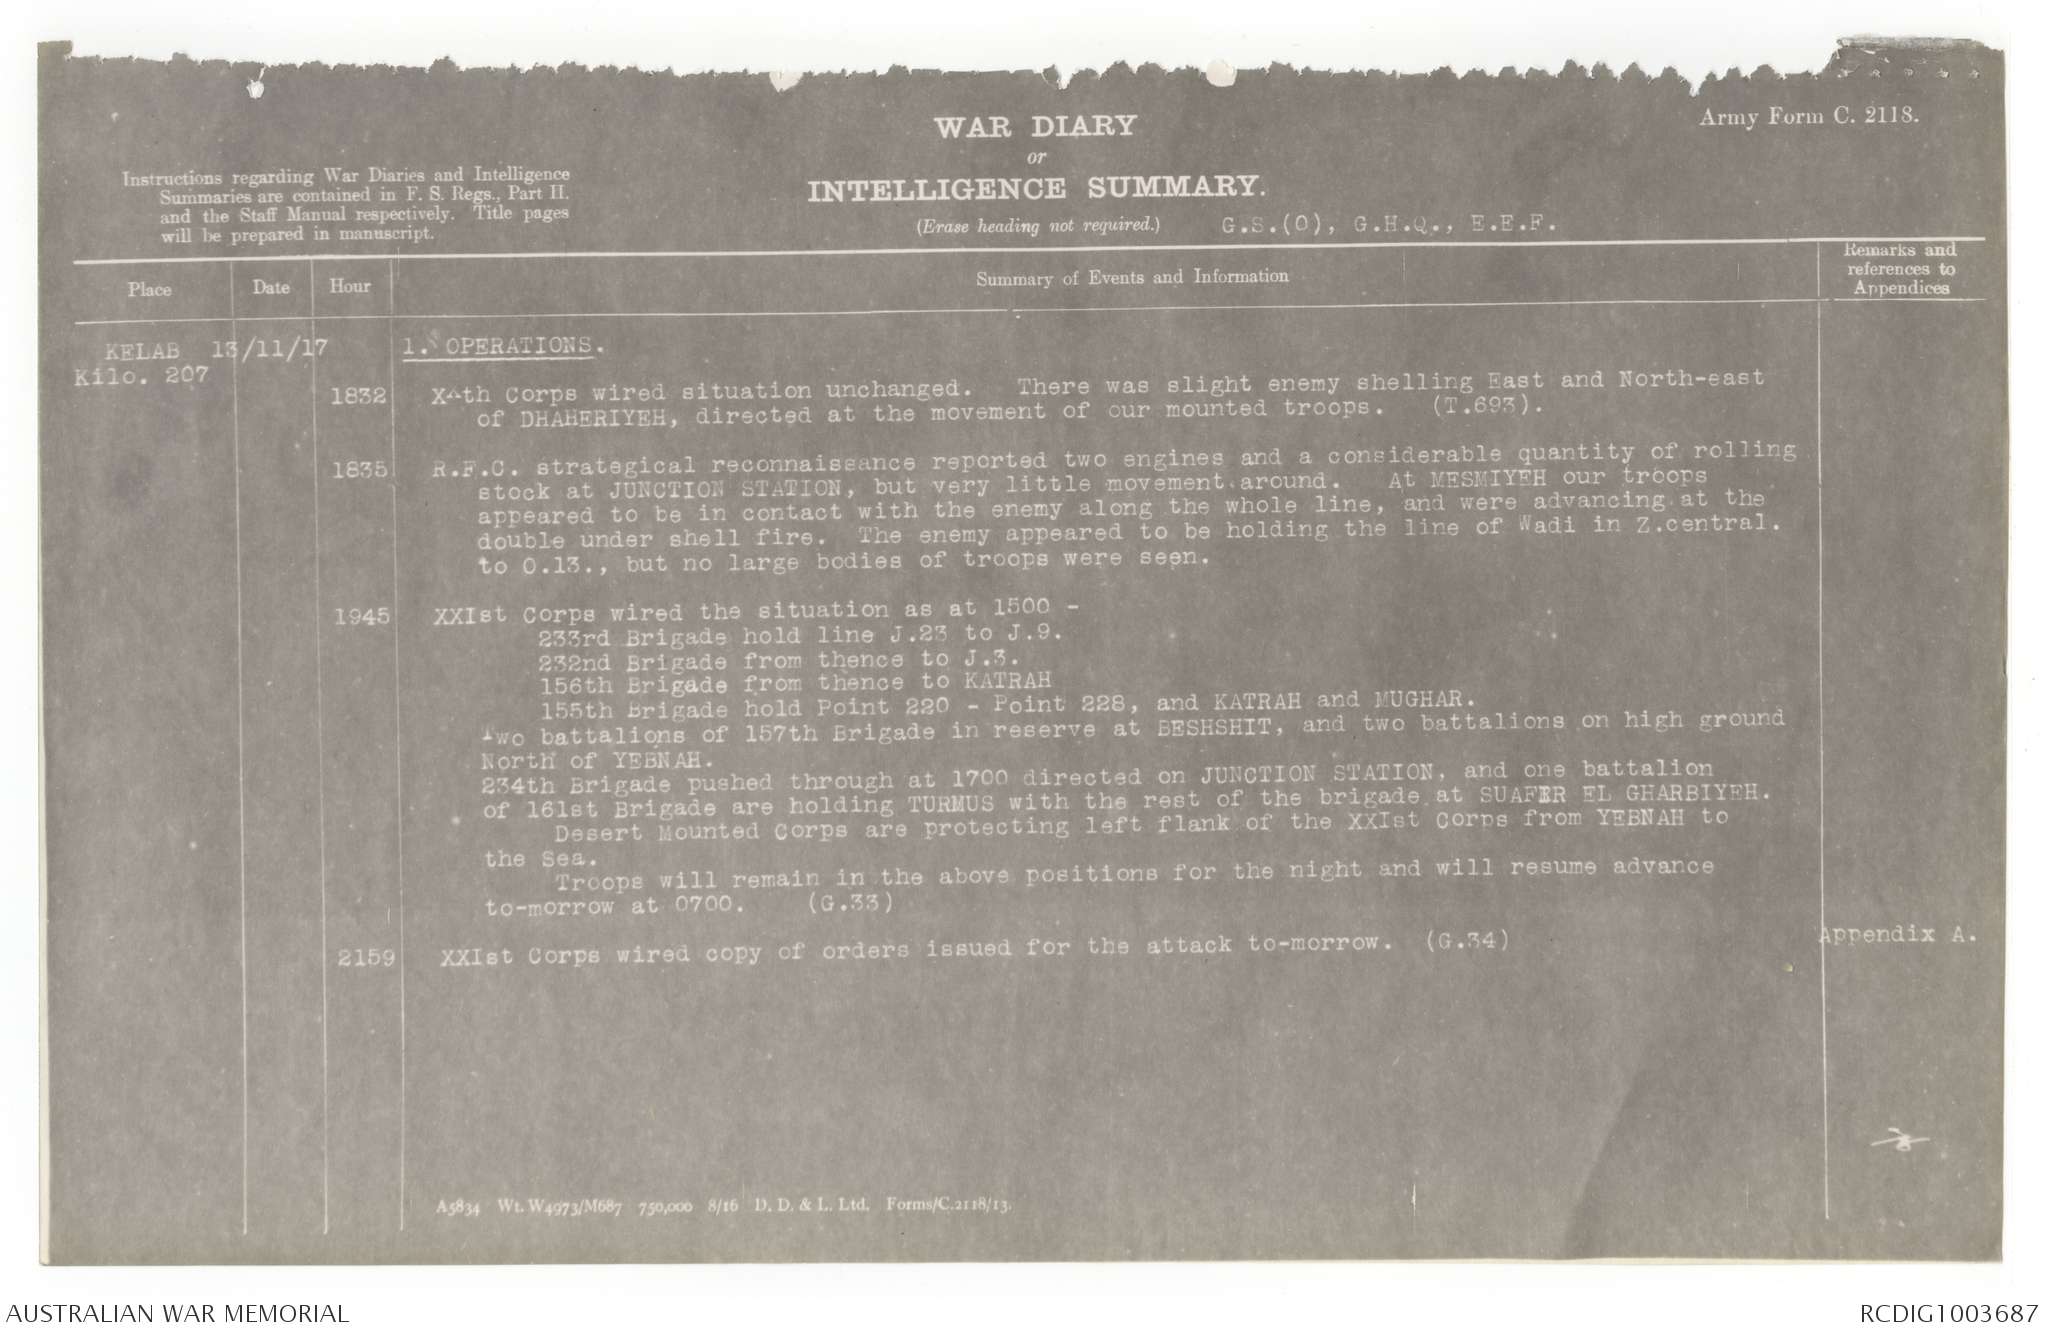 WAR DIARY
or
INTELLIGENCE SUMMARY.
(Erase heading not required.) G.S.(O), G.H.Q., E.E.F.
Army Form C. 2118.
Instructions regarding War Diaries and Intelligence
Summaries are contained in F. S. Regs., Part II.
and the Staff Manual respectively. Title pages
will be prepared in manuscript.
Place
Date
Hour
Summary of Events and Information
Remarks and
references to
Appendices
KELAB 13/11/17
Kilo. 207
1. OPERATIONS.
1832 XXth Corps wired situation unchanged. There was slight enemy shelling East and North-east
of DHAHERIYEH, directed at the movement of our mounted troops. (T.693).
1835 R.F.C. strategical reconnaissance reported two engines and a considerable quantity of rolling
stock at JUNCTION STATION, but very little movement around. At MESMIYEH our troops
appeared to be in contact with the enemy along the whole line, and were advancing at the
double under shell fire. The enemy appeared to be holding the line of Wadi in Z.central.
to O.13., but no large bodies of troops were seen.
1945 XXIst Corps wired the situation as at 1500 -
233rd Brigade hold line J.23 to J.9.
232nd Brigade from thence to J.3.
156th Brigade from thence to KATRAH
155th Brigade hold Point 220 - Point 228, and KATRAH and MUGHAR.
Two battalions of 157th Brigade in reserve at BESHSHIT, and two battalions on high ground
North of YEBNAH.
234th Brigade pushed through at 1700 directed on JUNCTION STATION, and one battalion
of 161st Brigade are holding TURMUS with the rest of the brigade at SUAFIR EL GHARBIYEH.
Desert Mounted Corps are protecting left flank of the XXIst Corps from YEBNAH to
the Sea.
Troops will remain in the above positions for the night and will resume advance
to-morrow at 0700. (G.33)
2159 XXIst Corps wired copy of orders issued for the attack to-morrow. (G.34) Appendix A.
A5834 Wt. W4973/M687 750,000 8/16 D. D. & L. Ltd. Forms/C.2118/13.
AUSTRALIAN WAR MEMORIAL
RCDIG1003687